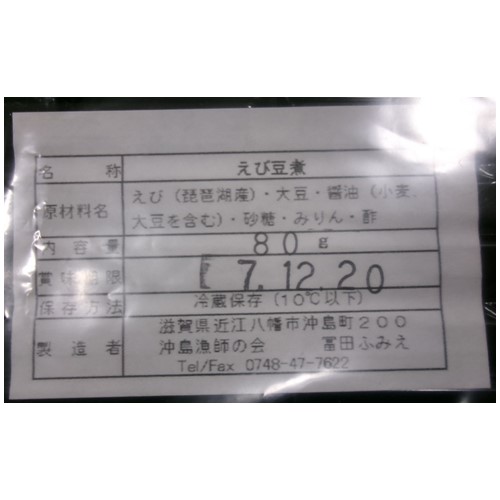 名称 えび豆煮
原材料名 えび（琵琶湖産）・大豆・醤油（小麦、
大豆を含む）・砂糖・みりん・酢
内容量 80g
賞味期限 17.12.20
保存方法 冷蔵保存（10℃以下）
滋賀県近江八幡市沖島町200
製造者 沖島漁師の会 冨田ふみえ
Tel/Fax 0748-47-7622